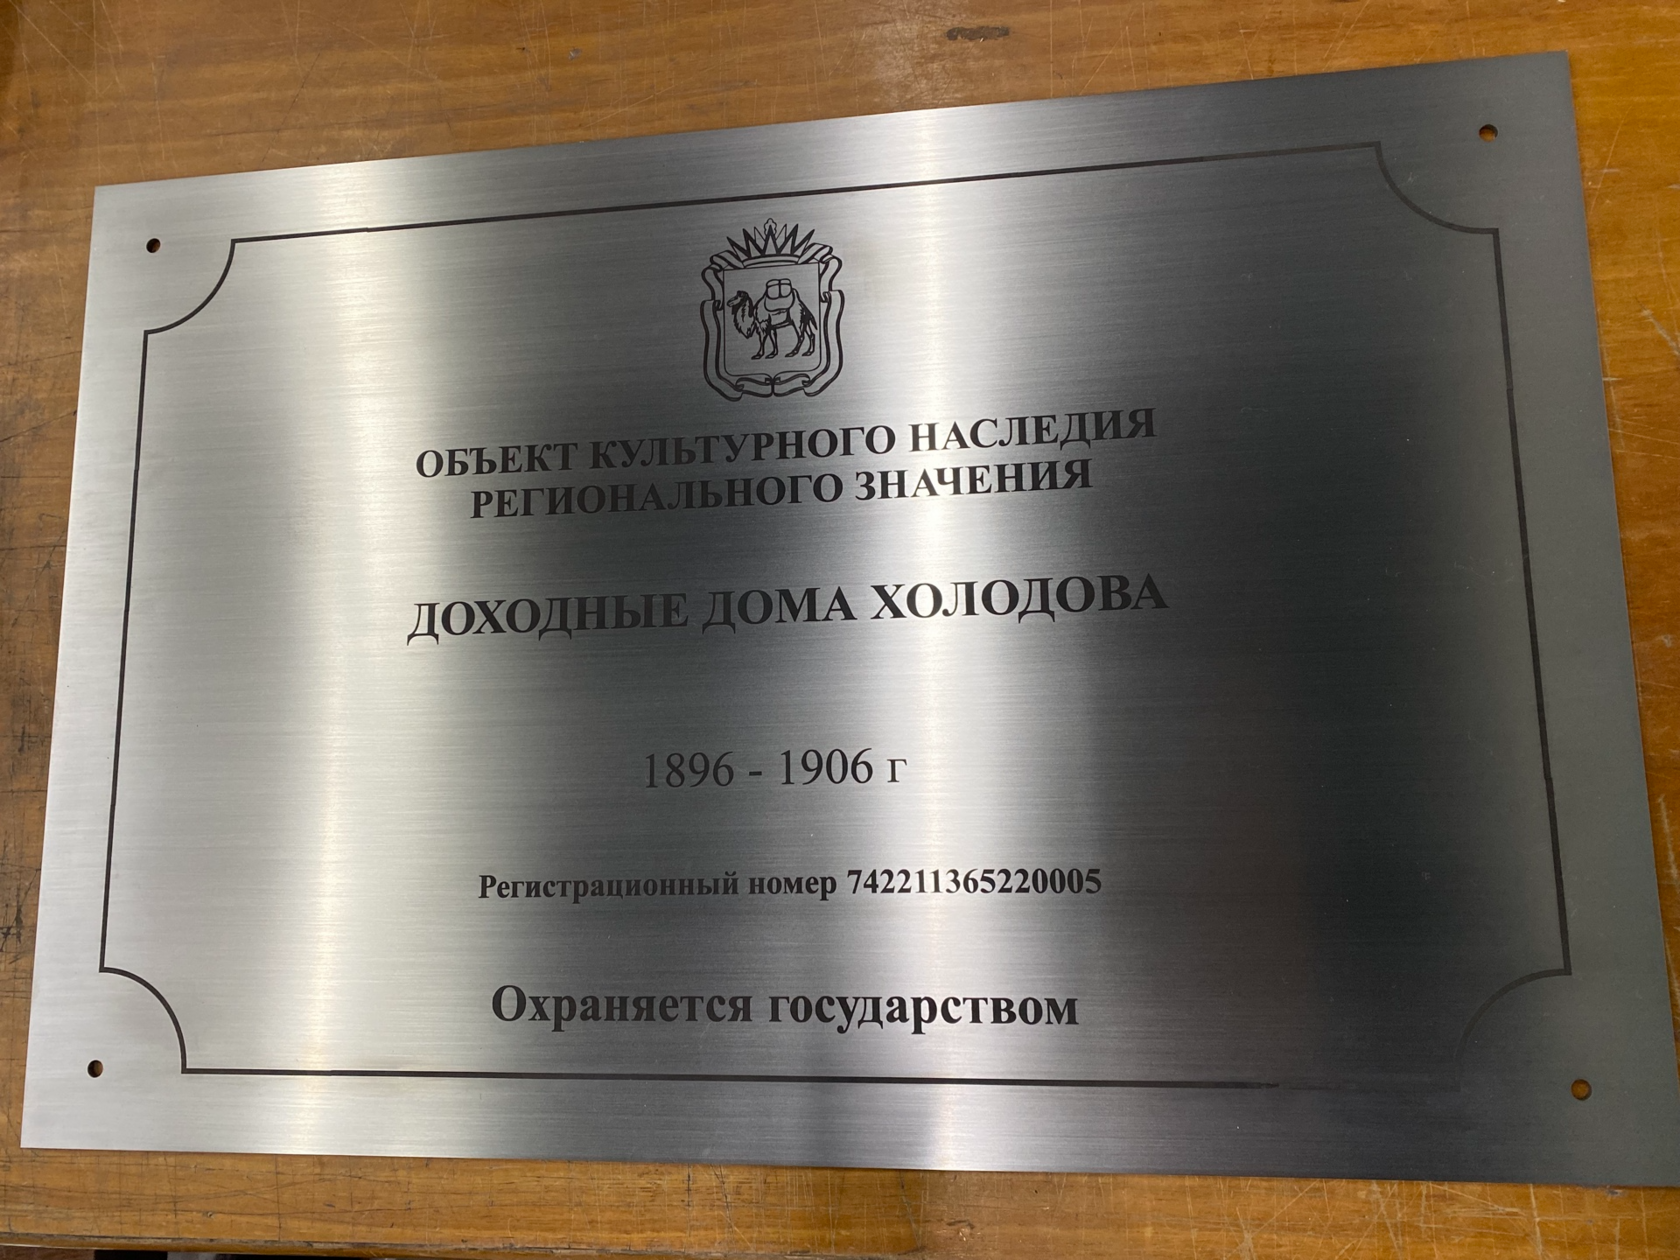 ОБЪЕКТ КУЛЬТУРНОГО НАСЛЕДИЯ
РЕГИОНАЛЬНОГО ЗНАЧЕНИЯ
ДОХОДНЫЕ ДОМА ХОЛОДОВА
1896 - 1906 г
Регистрационный номер 742211365220005
Охраняется государством